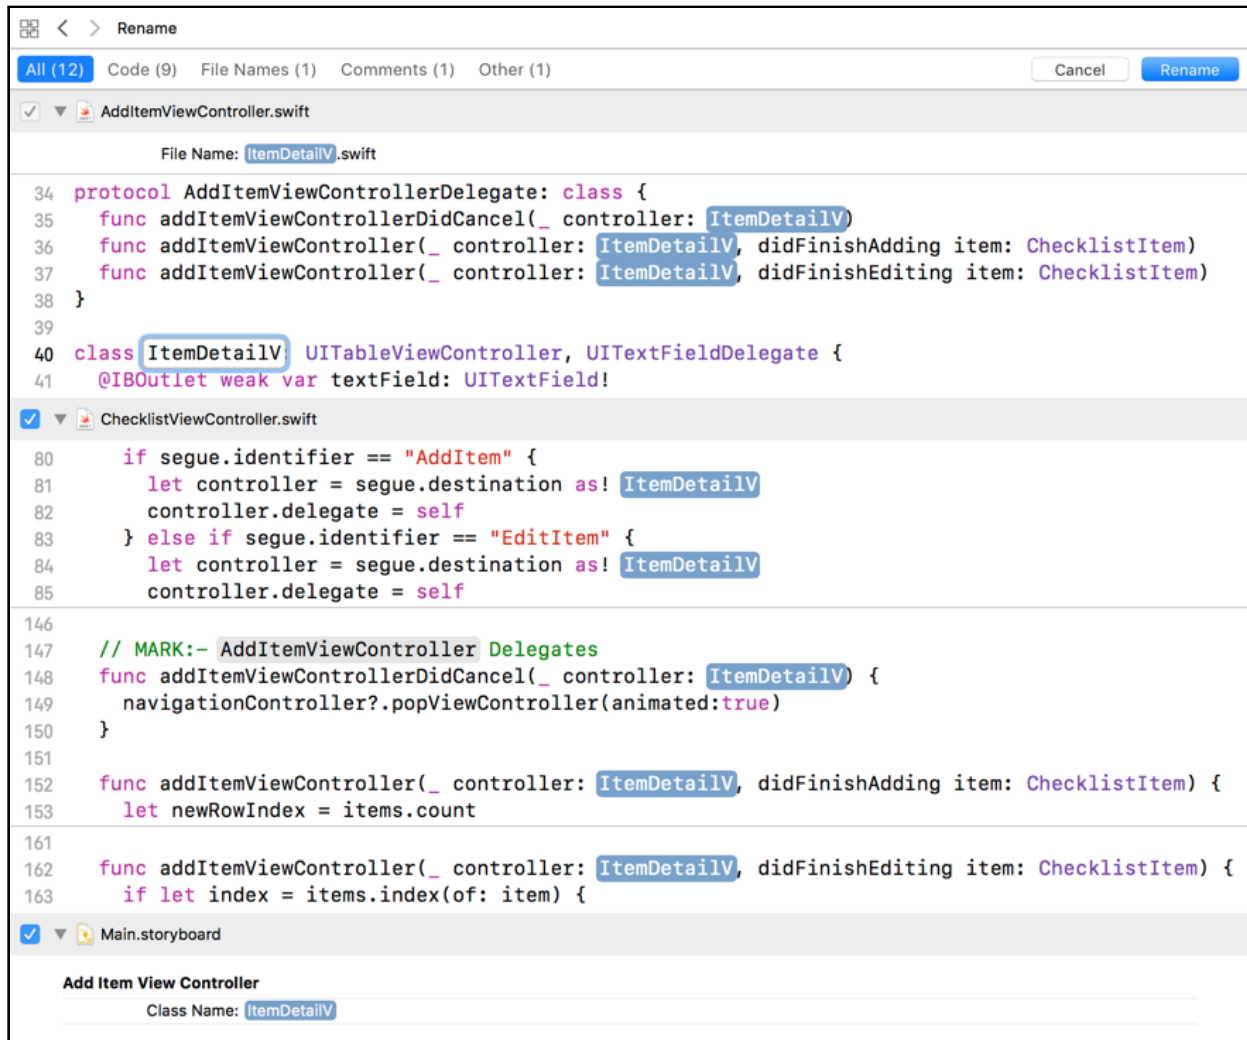 Rename
All (12) Code (9) File Names (1) Comments (1) Other (1) Cancel Rename
AddItemViewController.swift
File Name: ItemDetailV.swift
34 protocol AddItemViewControllerDelegate: class {
35 func addItemViewControllerDidCancel(_ controller: ItemDetailV)
36 func addItemViewController(_ controller: ItemDetailV, didFinishAdding item: ChecklistItem)
37 func addItemViewController(_ controller: ItemDetailV, didFinishEditing item: ChecklistItem)
38 }
39
40 class ItemDetailV: UITableViewController, UITextFieldDelegate {
41 @IBOutlet weak var textField: UITextField!
ChecklistViewController.swift
80 if segue.identifier == "AddItem" {
81 let controller = segue.destination as! ItemDetailV
82 controller.delegate = self
83 } else if segue.identifier == "EditItem" {
84 let controller = segue.destination as! ItemDetailV
85 controller.delegate = self
146
147 // MARK:- AddItemViewController Delegates
148 func addItemViewControllerDidCancel(_ controller: ItemDetailV) {
149 navigationController?.popViewController(animated:true)
150 }
151
152 func addItemViewController(_ controller: ItemDetailV, didFinishAdding item: ChecklistItem) {
153 let newRowIndex = items.count
161
162 func addItemViewController(_ controller: ItemDetailV, didFinishEditing item: ChecklistItem) {
163 if let index = items.index(of: item) {
Main.storyboard
Add Item View Controller
Class Name: ItemDetailV